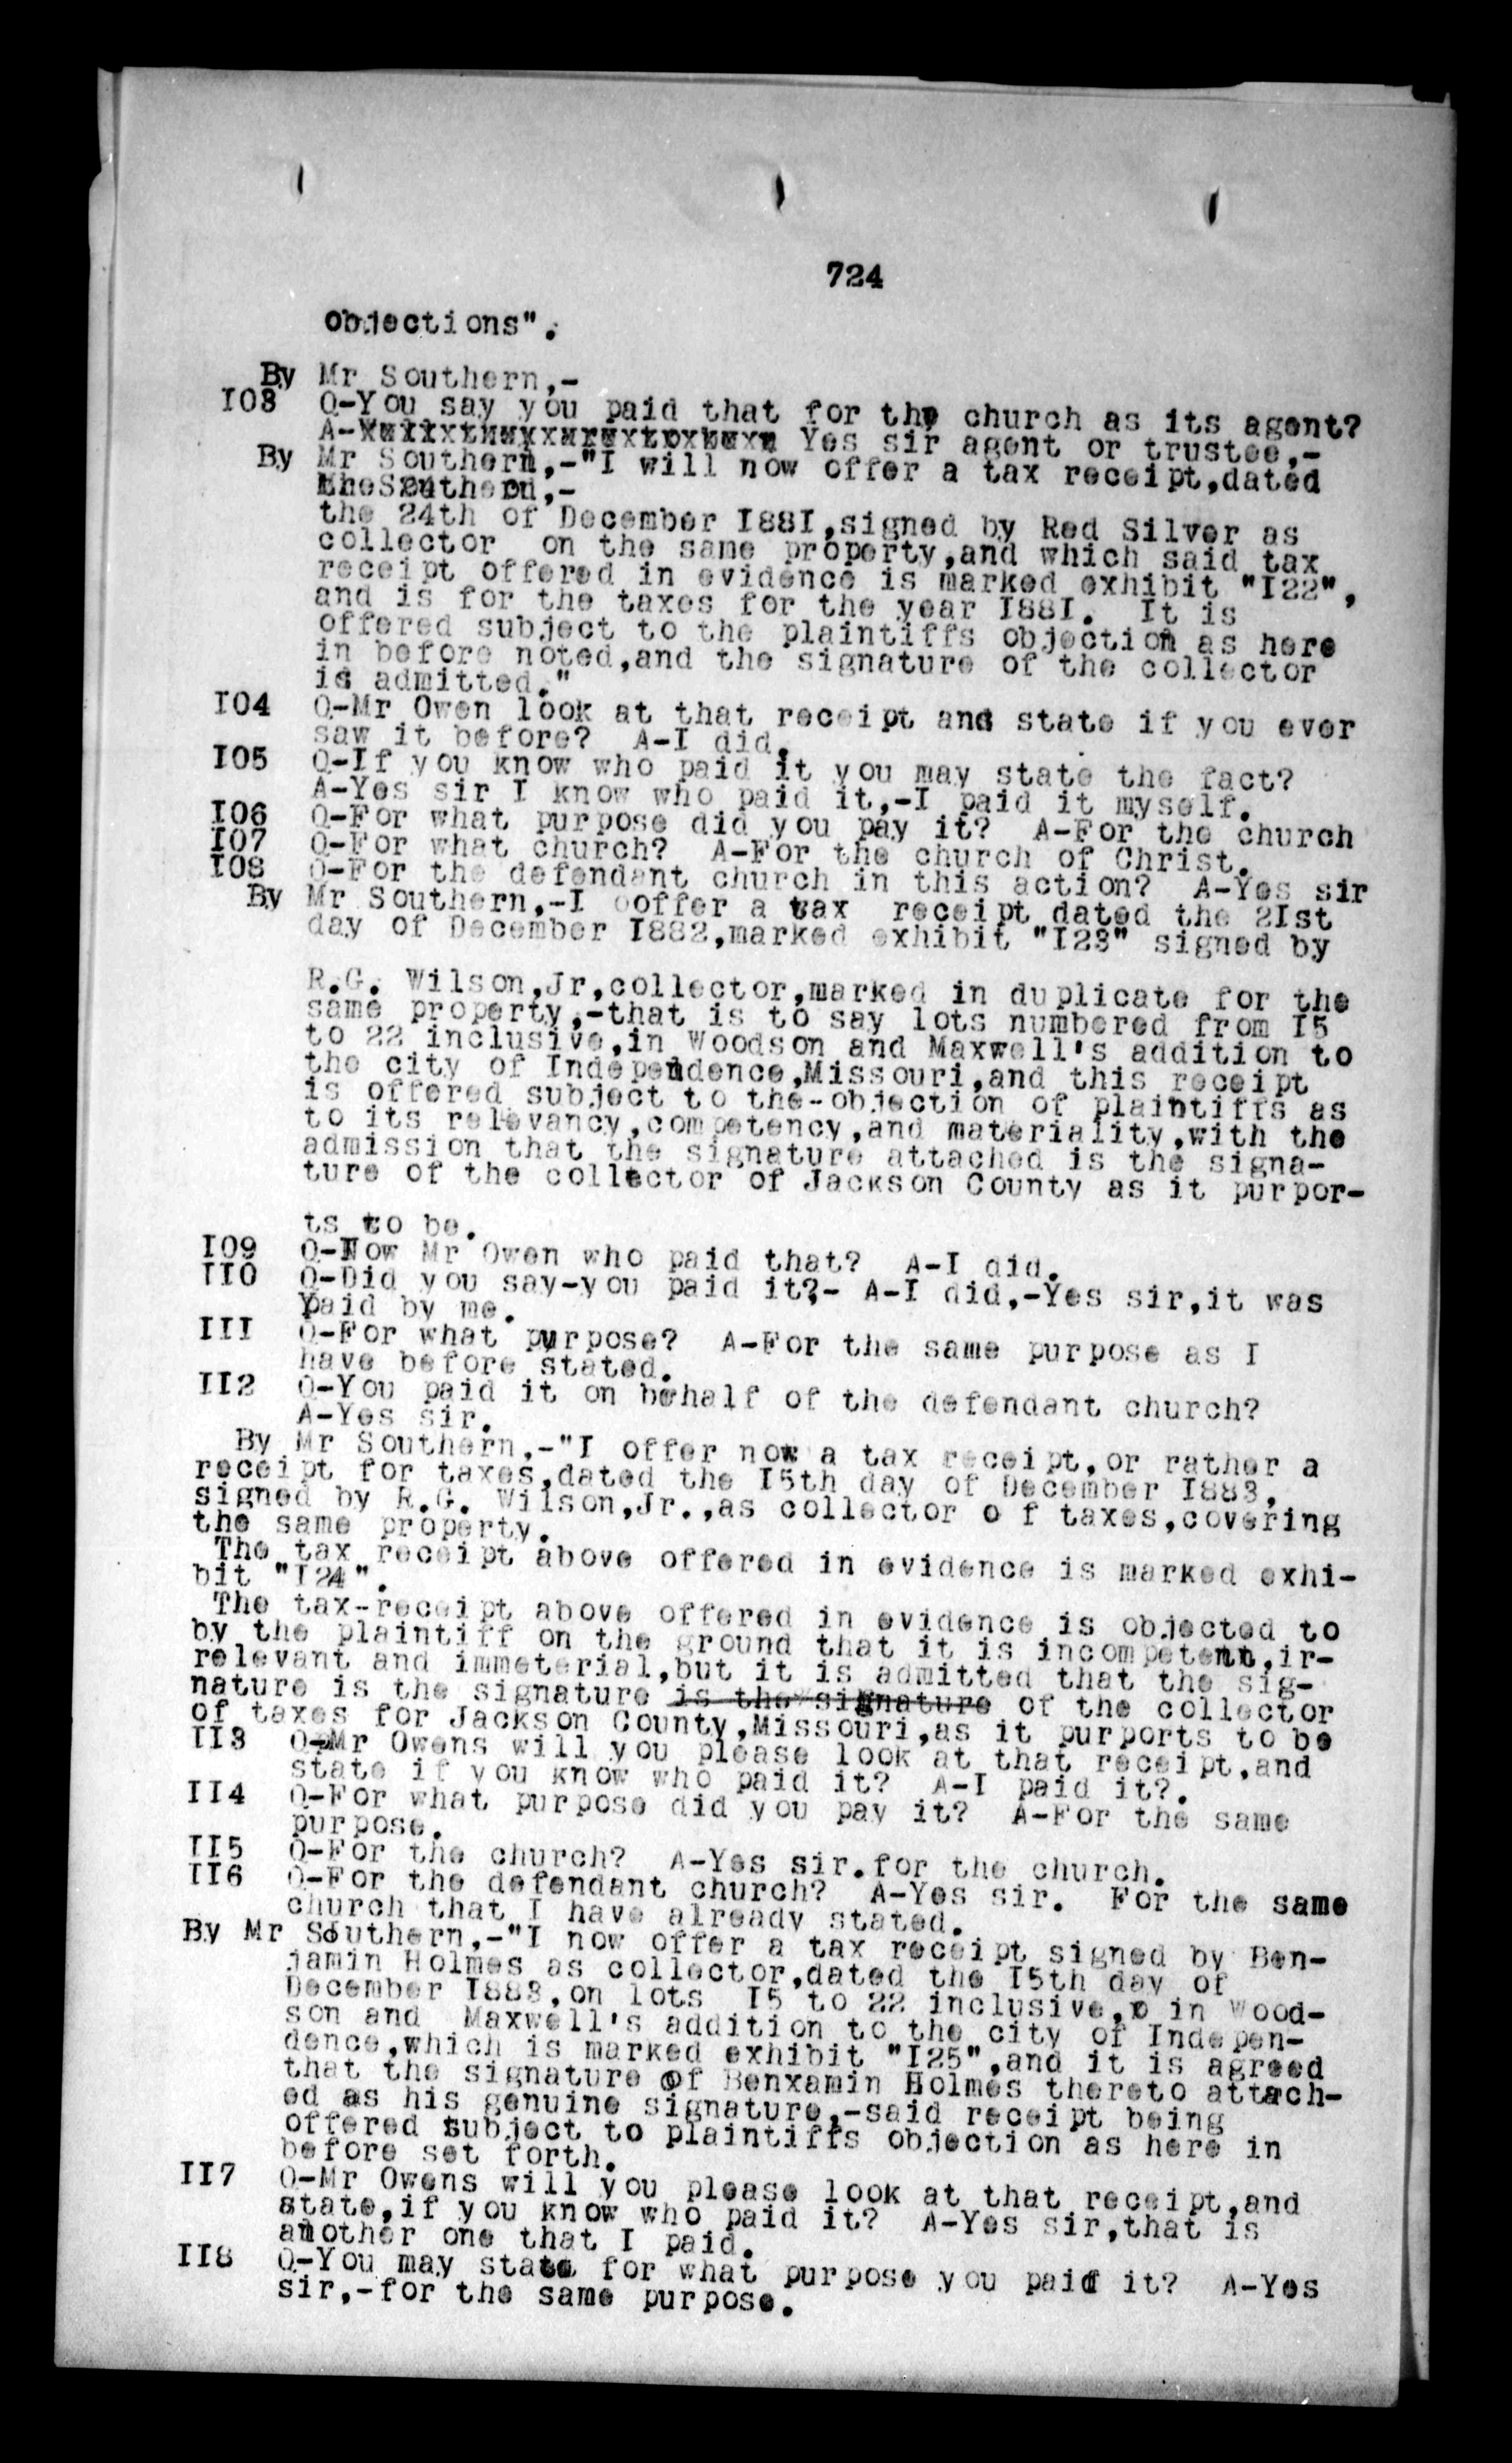 724
objections".
By Mr Southern,-
I03 Q-You say you paid that for the church as its agent?
A- Yes sir agent or trustee,-
By Mr Southern,-"I will now offer a tax receipt,dated
the 24th of December I88I,signed by Red Silver as
collector on the same property,and which said tax
receipt offered in evidence is marked exhibit "I22",
and is for the taxes for the year I88I. It is
offered subject to the plaintiffs objection as here
in before noted,and the signature of the collector
is admitted."
I04 Q-Mr Owen look at that receipt and state if you ever
saw it before? A-I did.
I05 Q-If you know who paid it you may state the fact?
A-Yes sir I know who paid it,-I paid it myself.
I06 Q-For what purpose did you pay it? A-For the church
I07 Q-For what church? A-For the church of Christ.
I08 Q-For the defendant church in this action? A-Yes sir
By Mr Southern,-I ooffer a tax receipt dated the 2Ist
day of December I882,marked exhibit "I23" signed by
R.G. Wilson,Jr,collector,marked in duplicate for the
same property,-that is to say lots numbered from I5
to 22 inclusive,in Woodson and Maxwell's addition to
the city of Independence,Missouri,and this receipt
is offered subject to the-objection of plaintiffs as
to its relevancy,competency,and materiality,with the
admission that the signature attached is the signa-
ture of the collector of Jackson County as it purpor-
ts to be.
I09 Q-Now Mr Owen who paid that? A-I did.
II0 Q-Did you say-you paid it?- A-I did,-Yes sir,it was
paid by me.
III Q-For what purpose? A-For the same purpose as I
have before stated.
II2 Q-You paid it on behalf of the defendant church?
A-Yes sir.
By Mr Southern.-"I offer now a tax receipt,or rather a
receipt for taxes,dated the I5th day of December I883,
signed by R.G. Wilson,Jr.,as collector o f taxes,covering
the same property.
The tax receipt above offered in evidence is marked exhi-
bit "I24".
The tax-receipt above offered in evidence is objected to
by the plaintiff on the ground that it is incompetent,ir-
relevant and immeterial,but it is admitted that the sig-
nature is the signature is the signature of the collector
of taxes for Jackson County,Missouri,as it purports to be
II3 Q-Mr Owens will you please look at that receipt,and
state if you know who paid it? A-I paid it?.
II4 Q-For what purpose did you pay it? A-For the same
purpose.
II5 Q-For the church? A-Yes sir.for the church.
II6 Q-For the defendant church? A-Yes sir. For the same
church that I have already stated.
By Mr Southern,-"I now offer a tax receipt signed by Ben-
jamin Holmes as collector,dated the I5th day of
December I883,on lots I5 to 22 inclusive, in Wood-
son and Maxwell's addition to the city of Indepen-
dence,which is marked exhibit "I25",and it is agreed
that the signature of Benxamin Holmes thereto attach-
ed as his genuine signature,-said receipt being
offered subject to plaintiffs objection as here in
before set forth.
II7 Q-Mr Owens will you please look at that receipt,and
state,if you know who paid it? A-Yes sir,that is
another one that I paid.
II8 Q-You may state for what purpose you paid it? A-Yes
sir,-for the same purpose.